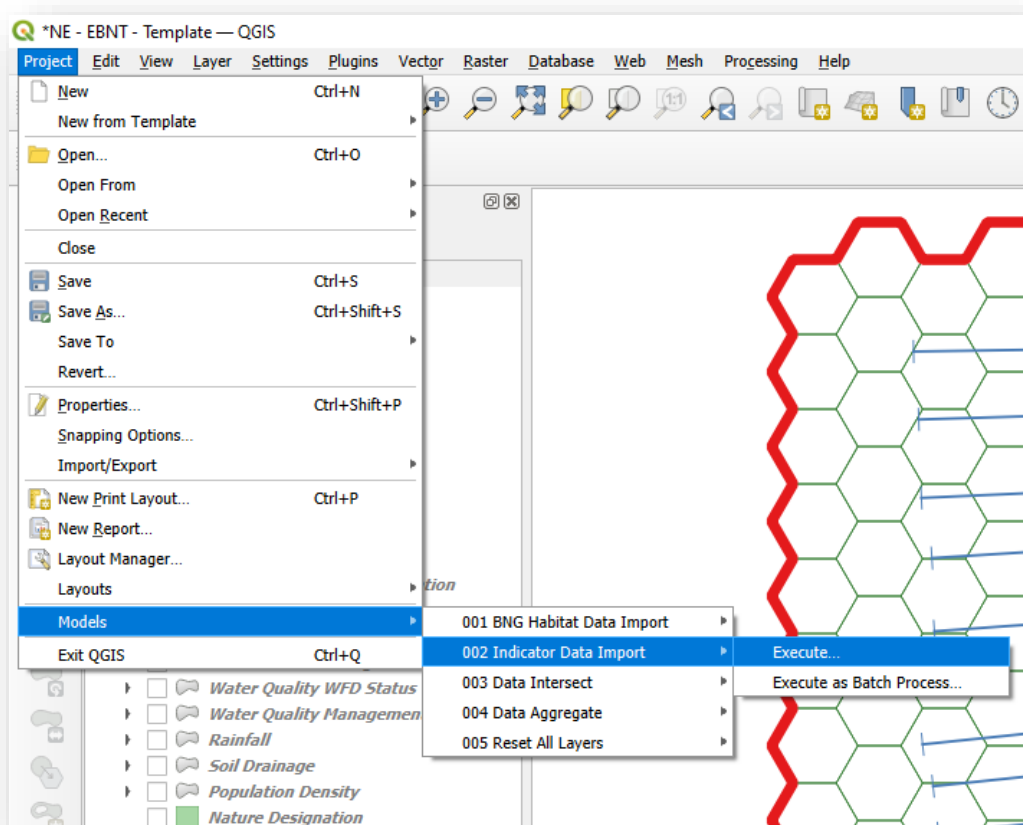 *NE - EBNT - Template — QGIS
Project Edit View Layer Settings Plugins Vector Raster Database Web Mesh Processing Help
New Ctrl+N
New from Template
Open... Ctrl+O
Open From
Open Recent
Close
Save Ctrl+S
Save As... Ctrl+Shift+S
Save To
Revert...
Properties... Ctrl+Shift+P
Snapping Options...
Import/Export
New Print Layout... Ctrl+P
New Report...
Layout Manager...
Layouts
tion
Models
001 BNG Habitat Data Import
Exit QGIS Ctrl+Q
002 Indicator Data Import
Execute...
003 Data Intersect
Execute as Batch Process...
004 Data Aggregate
005 Reset All Layers
Water Quality WFD Status
Water Quality Managemen
Rainfall
Soil Drainage
Population Density
Nature Designation
1:1